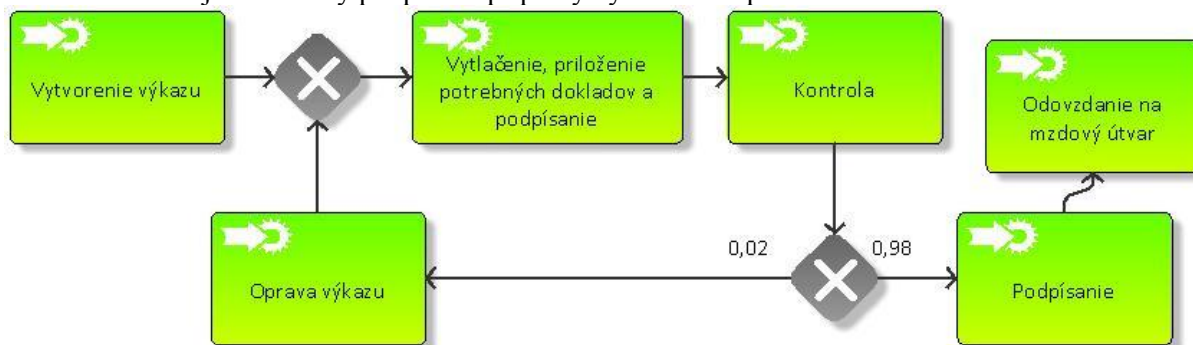 Vytvorenie výkazu
Vytlačenie, priloženie
potrebných dokladov a
podpísanie
Kontrola
Odovzdanie na
mzdový útvar
Oprava výkazu
0,02
0,98
Podpísanie